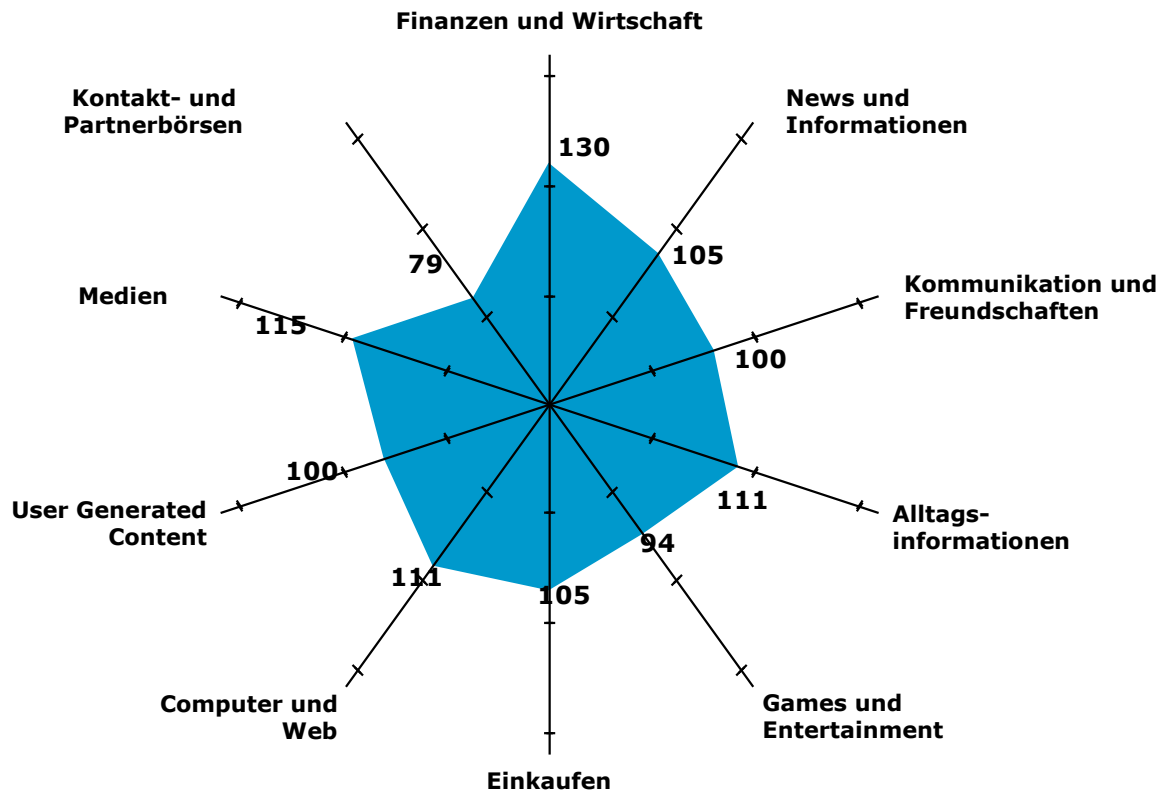 Finanzen und Wirtschaft
130
News und
Informationen
105
Kommunikation und
Freundschaften
100
Alltags-
informationen
111
Games und
Entertainment
94
Einkaufen
105
Computer und
Web
111
User Generated
Content
100
Medien
115
Kontakt- und
Partnerbörsen
79